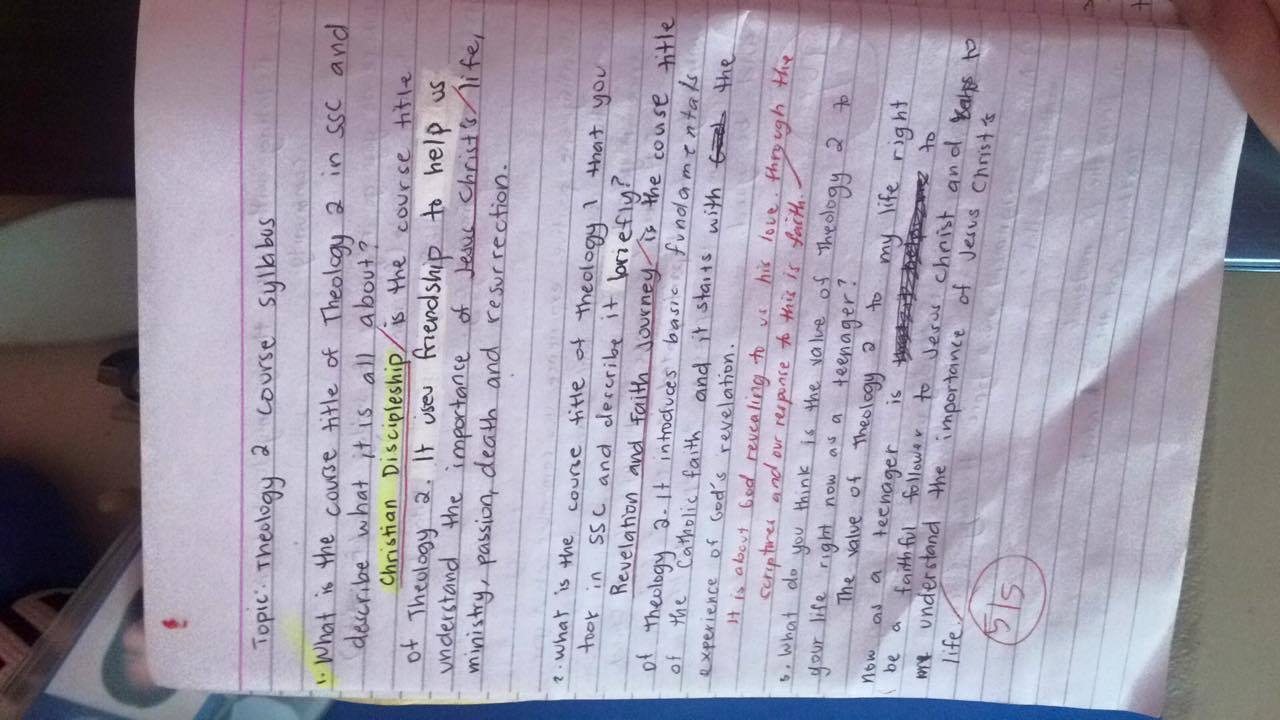 Topic: Theology 2 course syllabus
1. What is the course title of Theology 2 in SSC and
describe what it is all about?
Christian Discipleship is the course title
of Theology 2. It uses friendship to help us
understand the importance of Jesus Christ's life,
ministry, passion, death and resurrection.
2. What is the course title of theology 1 that you
took in SSC and describe it briefly?
Revelation and Faith Journey is the couse title
of Theology 2. It introduces basic fundamentals
of the Catholic faith and it starts with the
experience of God's revelation.
It is about God revealing to us his love through the
scriptures and our response to this is faith.
3. What do you think is the value of Theology 2 to
your life right now as a teenager?
The value of Theology 2 to my life right
now as a teenager is to
be a faithful follower to Jesus Christ and to
understand the importance of Jesus Christ's
life.
5/5